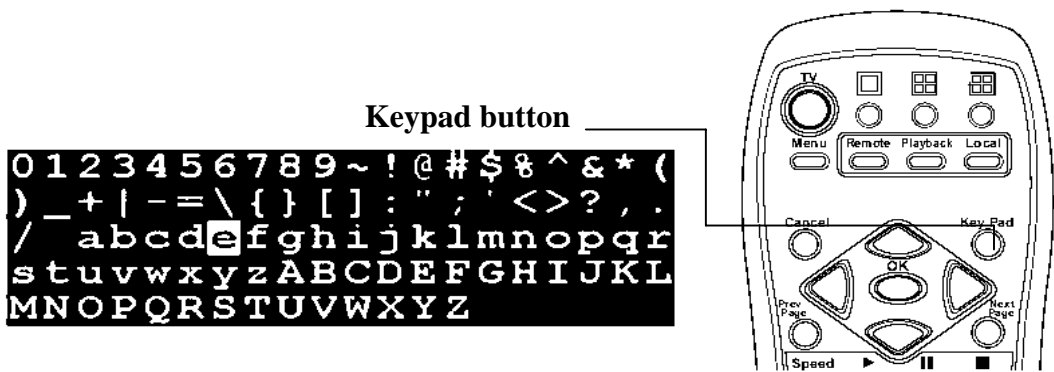 Keypad button
0123456789~!@#$%^&*(
)_+|-=\{}[]:";'<>?,.
/ abcdefghijklmnopqr
stuvwxyzABCDEFGHIJKL
MNOPQRSTUVWXYZ
TV
Menu Remote Playback Local
Cancel Key Pad
OK
Prev Page Next Page
Speed